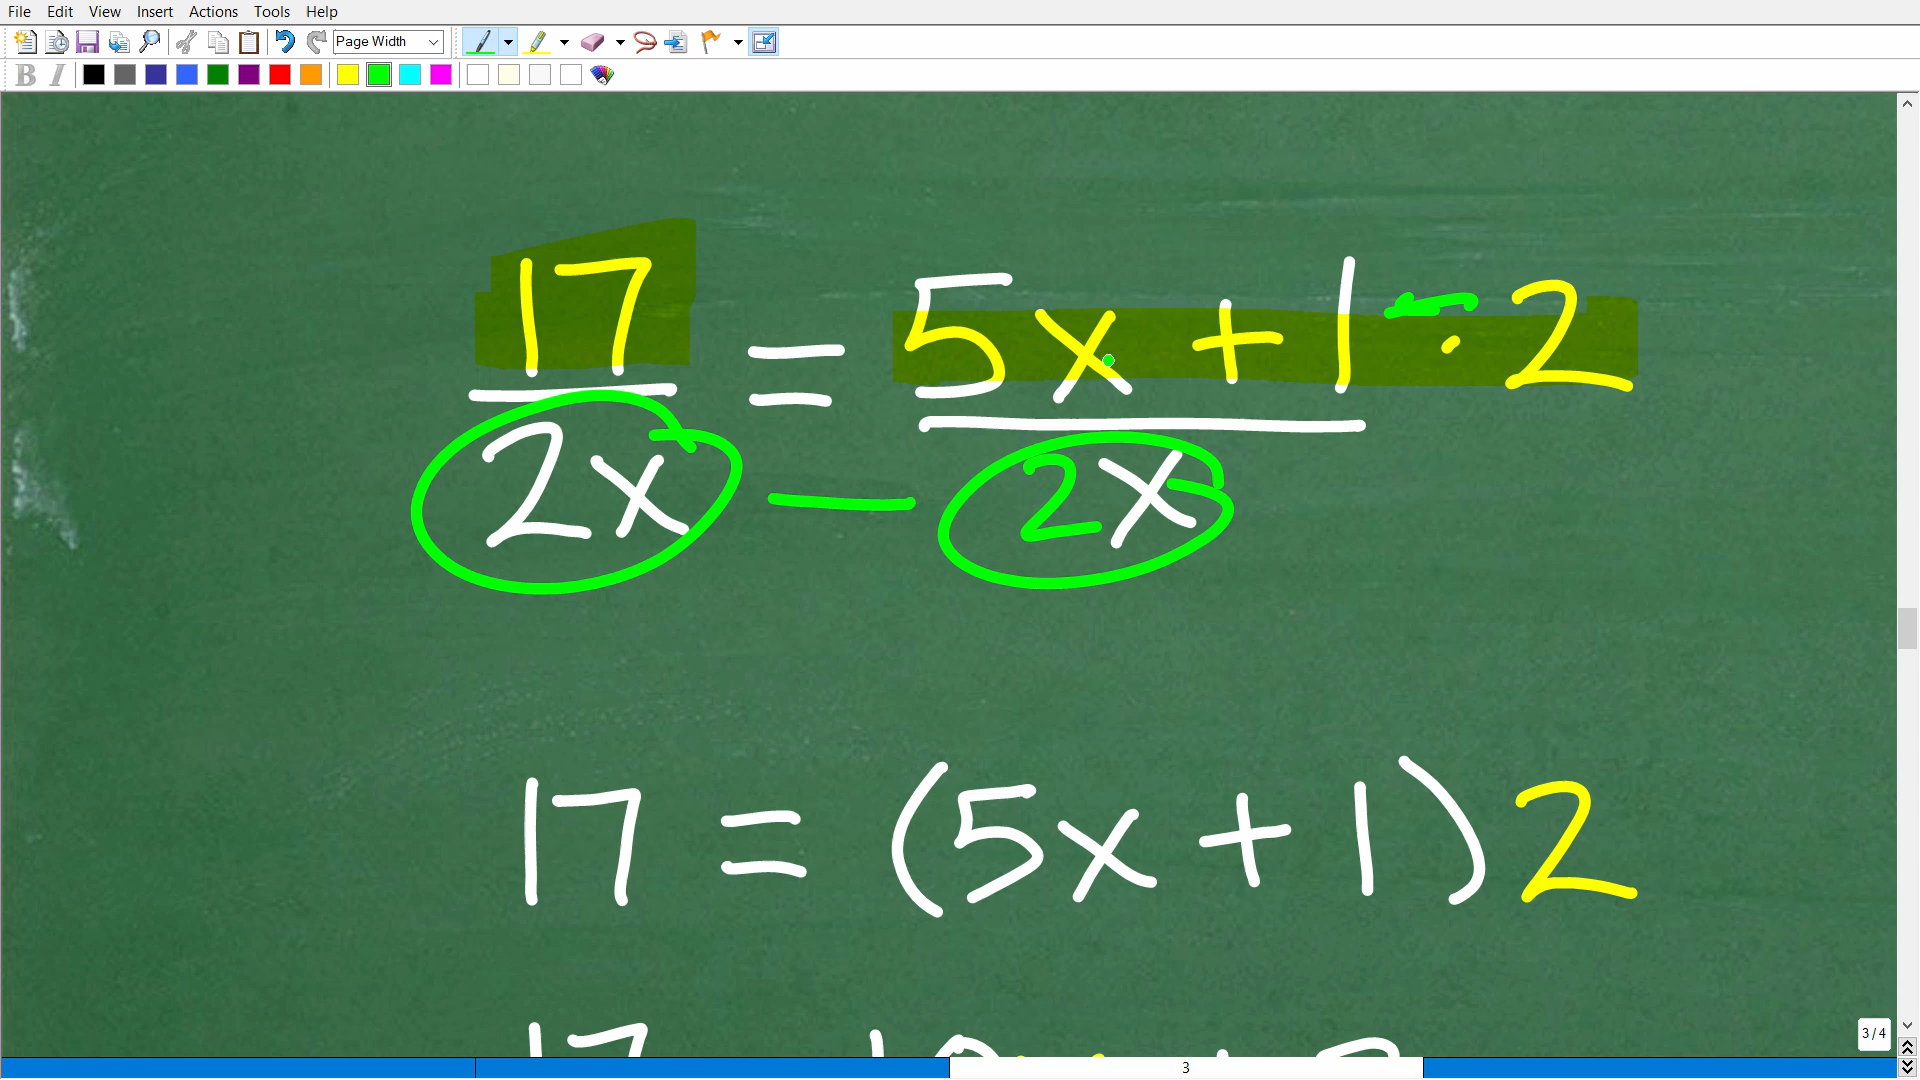 File Edit View Insert Actions Tools Help
Page Width
B I
17 = 5x + 1 · 2
2x — 2x
17 = (5x + 1) 2
3 / 4
3